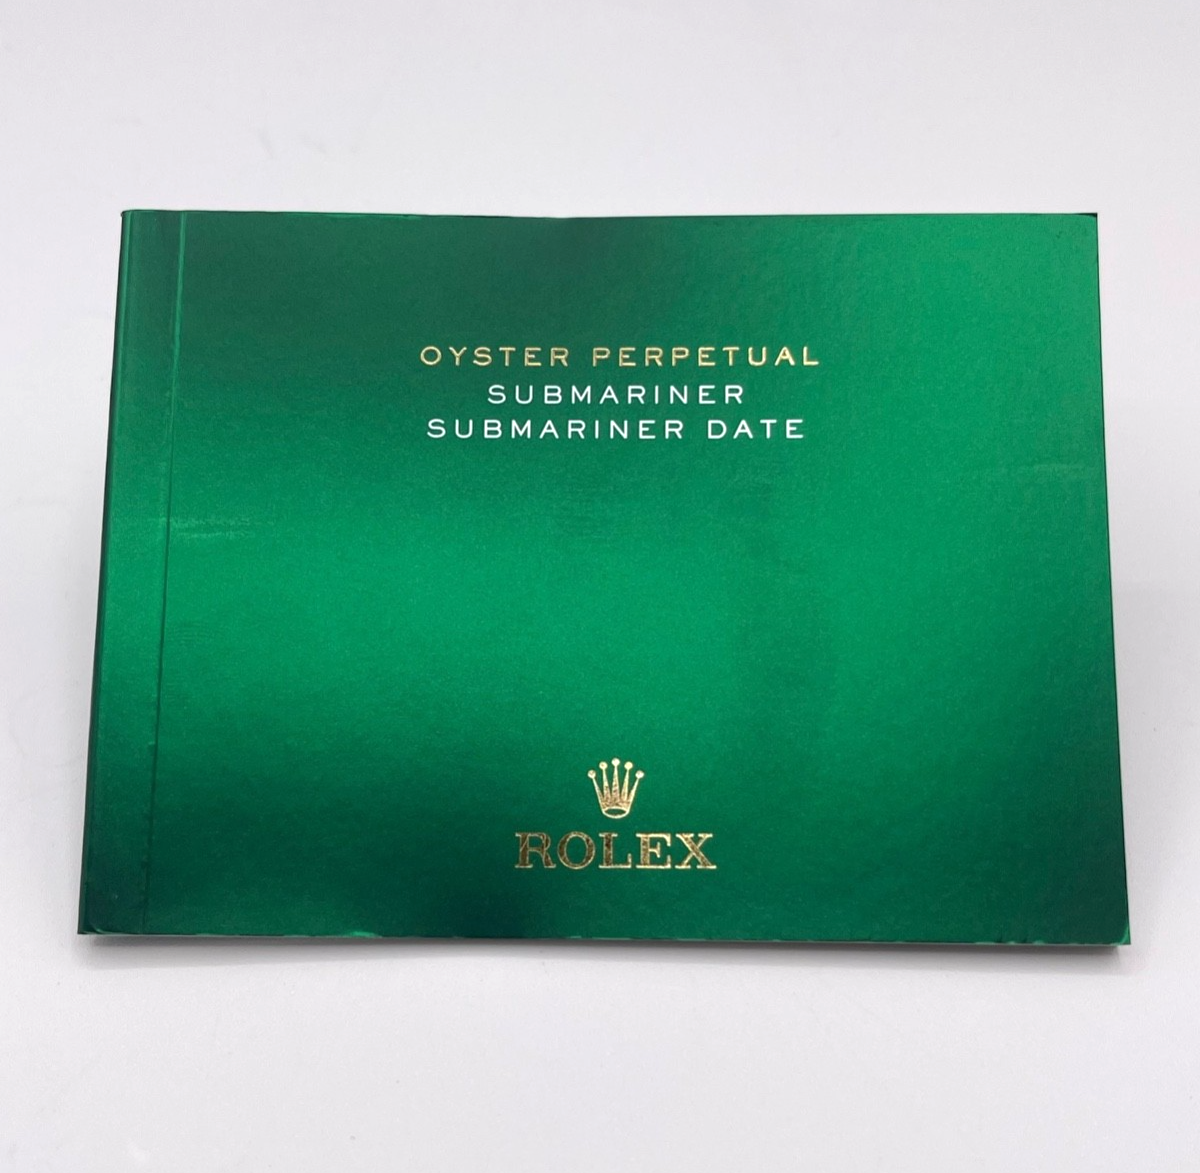 OYSTER PERPETUAL
SUBMARINER
SUBMARINER DATE
ROLEX